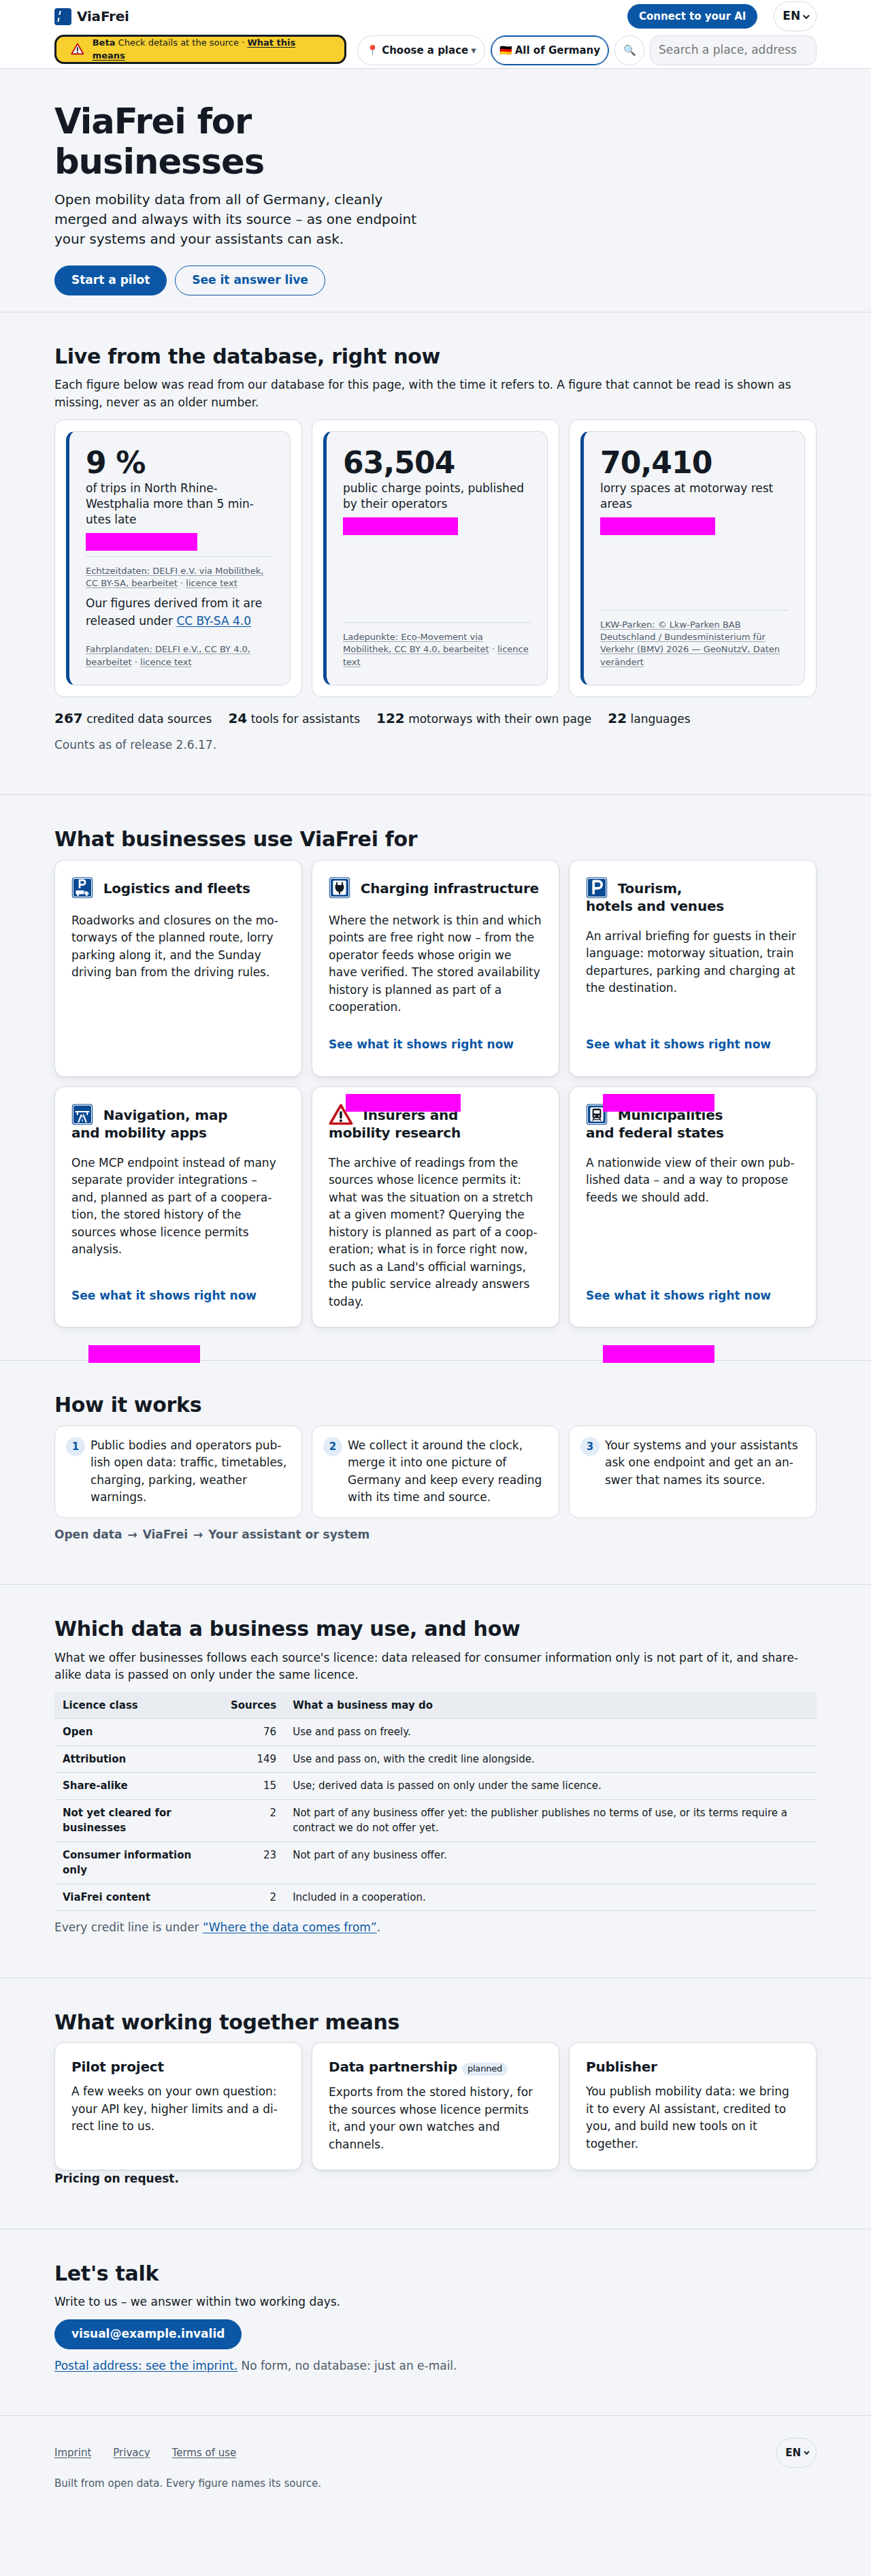 ViaFrei
Connect to your AI
EN
Beta Check details at the source · What this
means
Choose a place ▾
All of Germany
Search a place, address
ViaFrei for
businesses
Open mobility data from all of Germany, cleanly
merged and always with its source – as one endpoint
your systems and your assistants can ask.
Start a pilot
See it answer live
Live from the database, right now
Each figure below was read from our database for this page, with the time it refers to. A figure that cannot be read is shown as
missing, never as an older number.
9 %
of trips in North Rhine-
Westphalia more than 5 min-
utes late
Echtzeitdaten: DELFI e.V. via Mobilithek,
CC BY-SA, bearbeitet · licence text
Our figures derived from it are
released under CC BY-SA 4.0
Fahrplandaten: DELFI e.V., CC BY 4.0,
bearbeitet · licence text
63,504
public charge points, published
by their operators
Ladepunkte: Eco-Movement via
Mobilithek, CC BY 4.0, bearbeitet · licence
text
70,410
lorry spaces at motorway rest
areas
LKW-Parken: © Lkw-Parken BAB
Deutschland / Bundesministerium für
Verkehr (BMV) 2026 — GeoNutzV, Daten
verändert
267 credited data sources 24 tools for assistants 122 motorways with their own page 22 languages
Counts as of release 2.6.17.
What businesses use ViaFrei for
Logistics and fleets
Roadworks and closures on the mo-
torways of the planned route, lorry
parking along it, and the Sunday
driving ban from the driving rules.
Charging infrastructure
Where the network is thin and which
points are free right now – from the
operator feeds whose origin we
have verified. The stored availability
history is planned as part of a
cooperation.
See what it shows right now
Tourism,
hotels and venues
An arrival briefing for guests in their
language: motorway situation, train
departures, parking and charging at
the destination.
See what it shows right now
Navigation, map
and mobility apps
One MCP endpoint instead of many
separate provider integrations –
and, planned as part of a coopera-
tion, the stored history of the
sources whose licence permits
analysis.
See what it shows right now
Insurers and
mobility research
The archive of readings from the
sources whose licence permits it:
what was the situation on a stretch
at a given moment? Querying the
history is planned as part of a coop-
eration; what is in force right now,
such as a Land's official warnings,
the public service already answers
today.
Municipalities
and federal states
A nationwide view of their own pub-
lished data – and a way to propose
feeds we should add.
See what it shows right now
How it works
1 Public bodies and operators pub-
lish open data: traffic, timetables,
charging, parking, weather
warnings.
2 We collect it around the clock,
merge it into one picture of
Germany and keep every reading
with its time and source.
3 Your systems and your assistants
ask one endpoint and get an an-
swer that names its source.
Open data → ViaFrei → Your assistant or system
Which data a business may use, and how
What we offer businesses follows each source's licence: data released for consumer information only is not part of it, and share-
alike data is passed on only under the same licence.
Licence class Sources What a business may do
Open 76 Use and pass on freely.
Attribution 149 Use and pass on, with the credit line alongside.
Share-alike 15 Use; derived data is passed on only under the same licence.
Not yet cleared for
businesses
2 Not part of any business offer yet: the publisher publishes no terms of use, or its terms require a
contract we do not offer yet.
Consumer information
only
23 Not part of any business offer.
ViaFrei content 2 Included in a cooperation.
Every credit line is under “Where the data comes from”.
What working together means
Pilot project
A few weeks on your own question:
your API key, higher limits and a di-
rect line to us.
Data partnership planned
Exports from the stored history, for
the sources whose licence permits
it, and your own watches and
channels.
Publisher
You publish mobility data: we bring
it to every AI assistant, credited to
you, and build new tools on it
together.
Pricing on request.
Let's talk
Write to us – we answer within two working days.
visual@example.invalid
Postal address: see the imprint. No form, no database: just an e-mail.
Imprint Privacy Terms of use
EN
Built from open data. Every figure names its source.